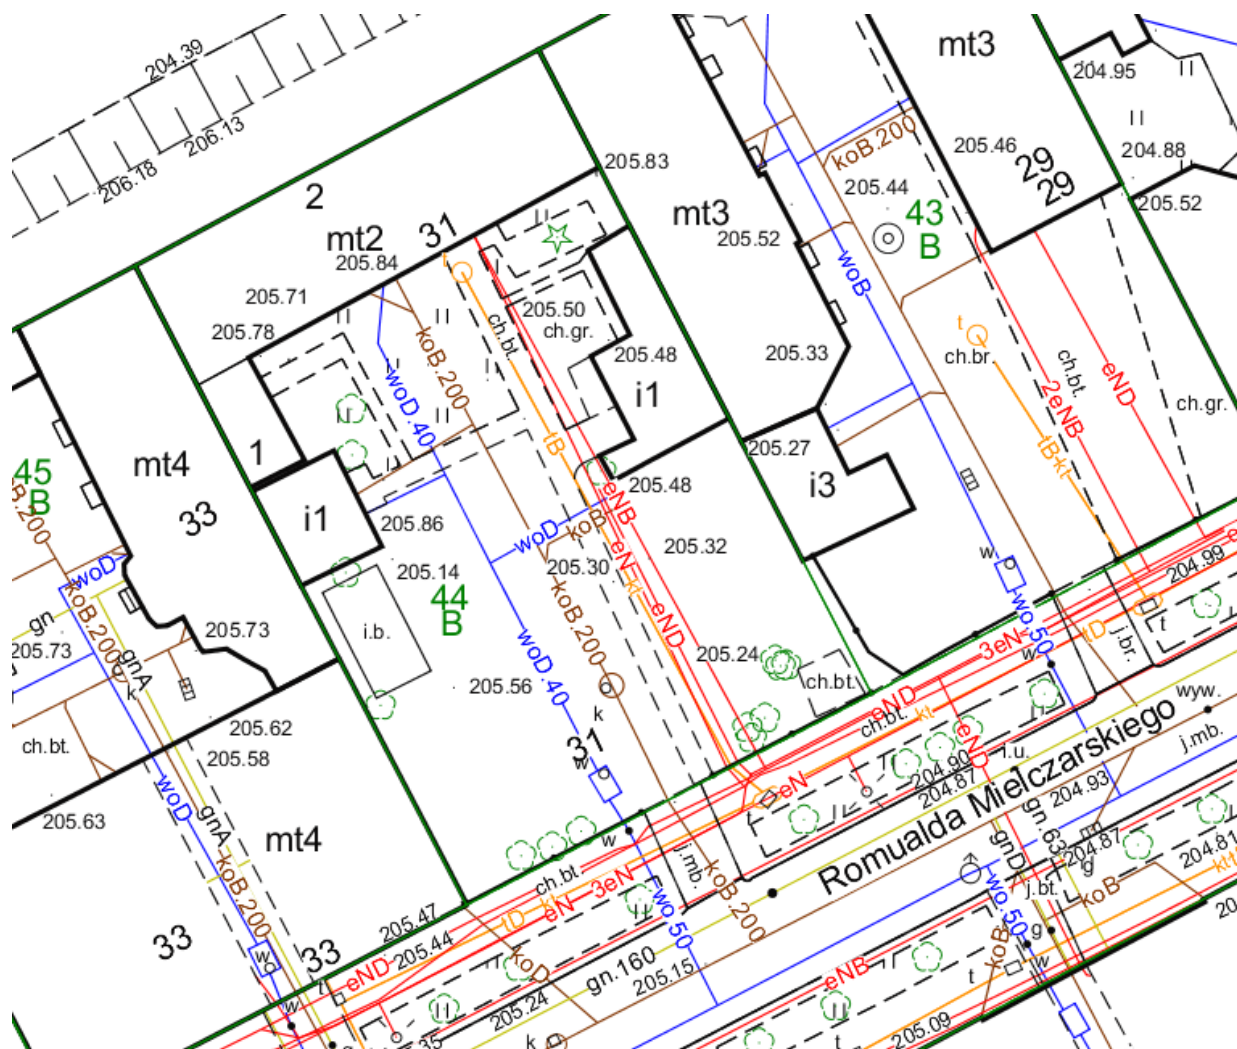 204.39
mt3
204.95
206.13
206.18
koB.200
205.46
204.88
29
29
205.83
2
205.44
43
B
205.52
mt3
205.52
31
mt2
205.84
t
woB
205.71
205.50
205.78
ch.gr.
ch.bt.
koB.200
205.48
205.33
t
ch.br.
ch.bt.
eND
2eNB
ch.gr.
i1
woD.40
tB
1
mt4
45
B
koB.200
33
205.27
i3
tB
kt
205.48
eNB
i1
205.86
woD
koB
205.32
205.30
eN
kt
w
woD
koB.200
205.14
44
B
koB.200
eND
wo.50
204.99
e
gn
i.b.
205.73
205.73
gnA
k
205.24
3eN
tD
t
j.br.
w
wyw.
205.56
woD.40
ch.bt.
eND
kt
ch.bt.
k
31
w
ch.bt.
205.62
205.58
eND
i.u.
j.mb.
204.90
204.87
204.93
Romualda Mielczarskiego
woD
gnA
205.63
mt4
koB.200
eN
t
w
j.mb.
koB.200
gn.63
gnD
204.87
204.81
g
kt
ch.bt.
3eN
kt
eN
tD
wo.50
wo.50
j.bt.
koB
koB
205.47
205.44
33
33
w
t
eND
koD
gn.160
205.15
eNB
g
w
t
20
w
205.24
35
k
g
t
205.09